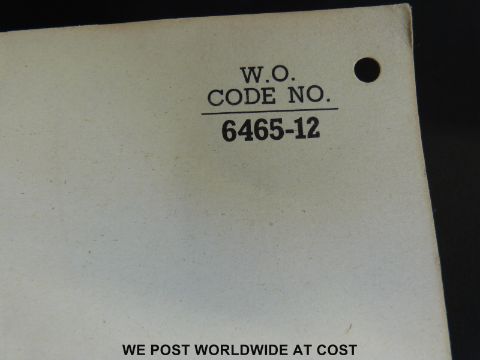 W.O.
CODE NO.
6465-12
WE POST WORLDWIDE AT COST